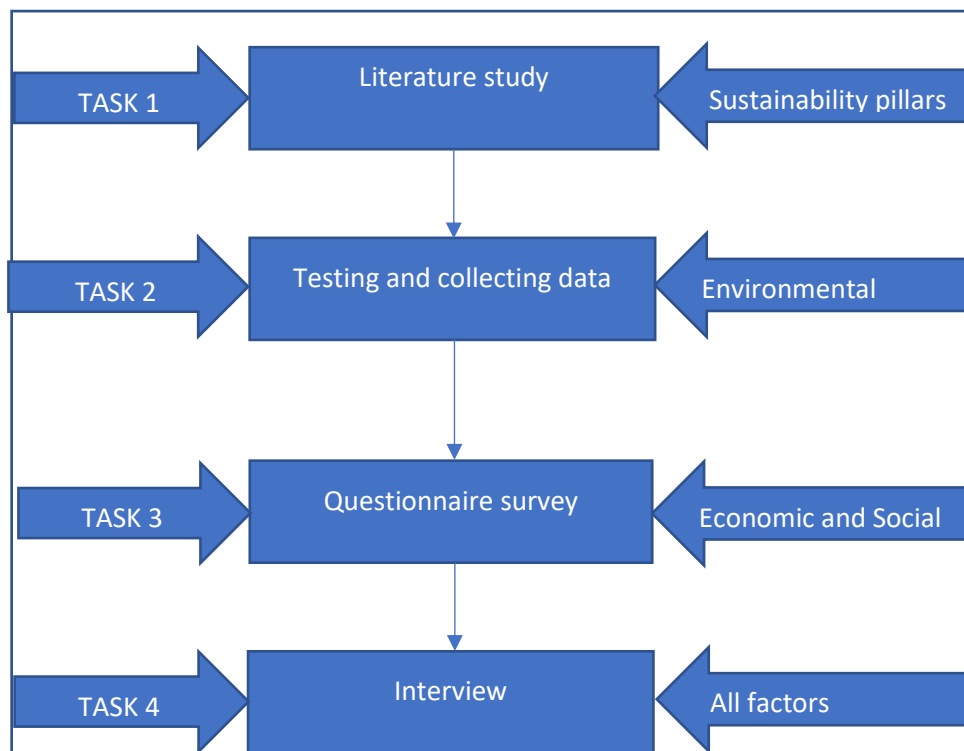 Literature study
TASK 1
Sustainability pillars
Testing and collecting data
TASK 2
Environmental
Questionnaire survey
TASK 3
Economic and Social
Interview
TASK 4
All factors